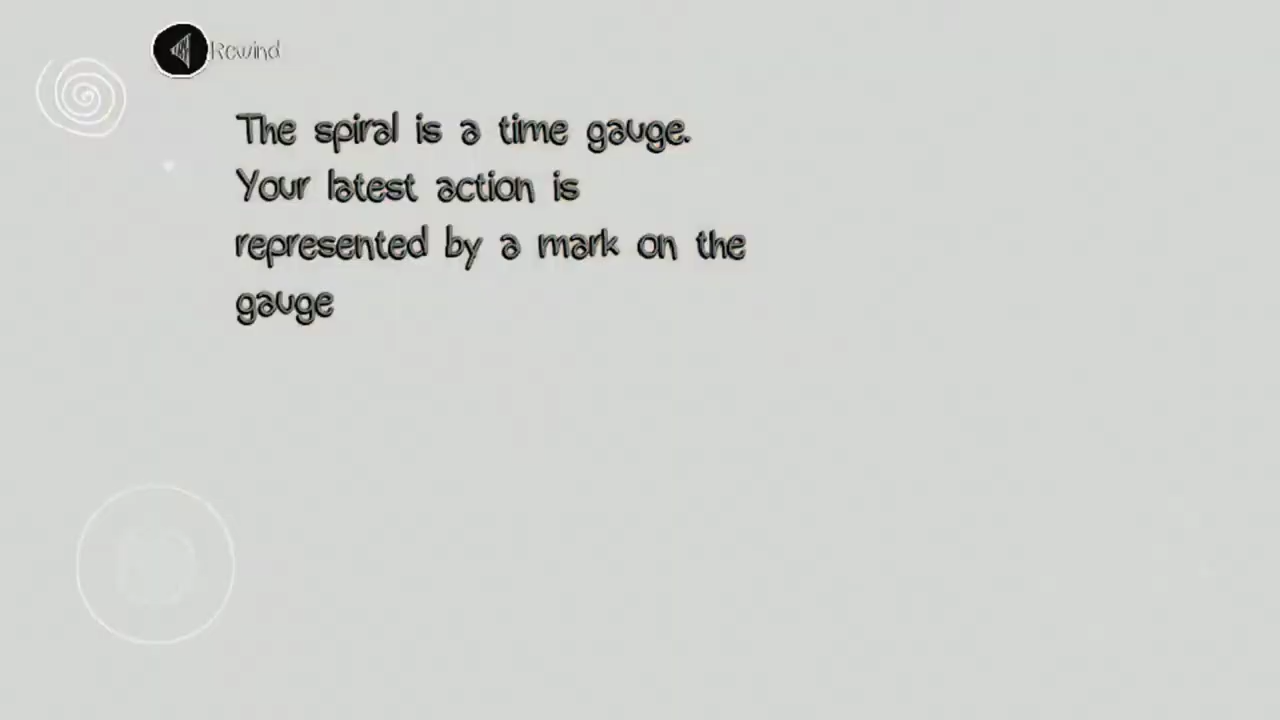 Rewind
The spiral is a time gauge.
Your latest action is
represented by a mark on the
gauge